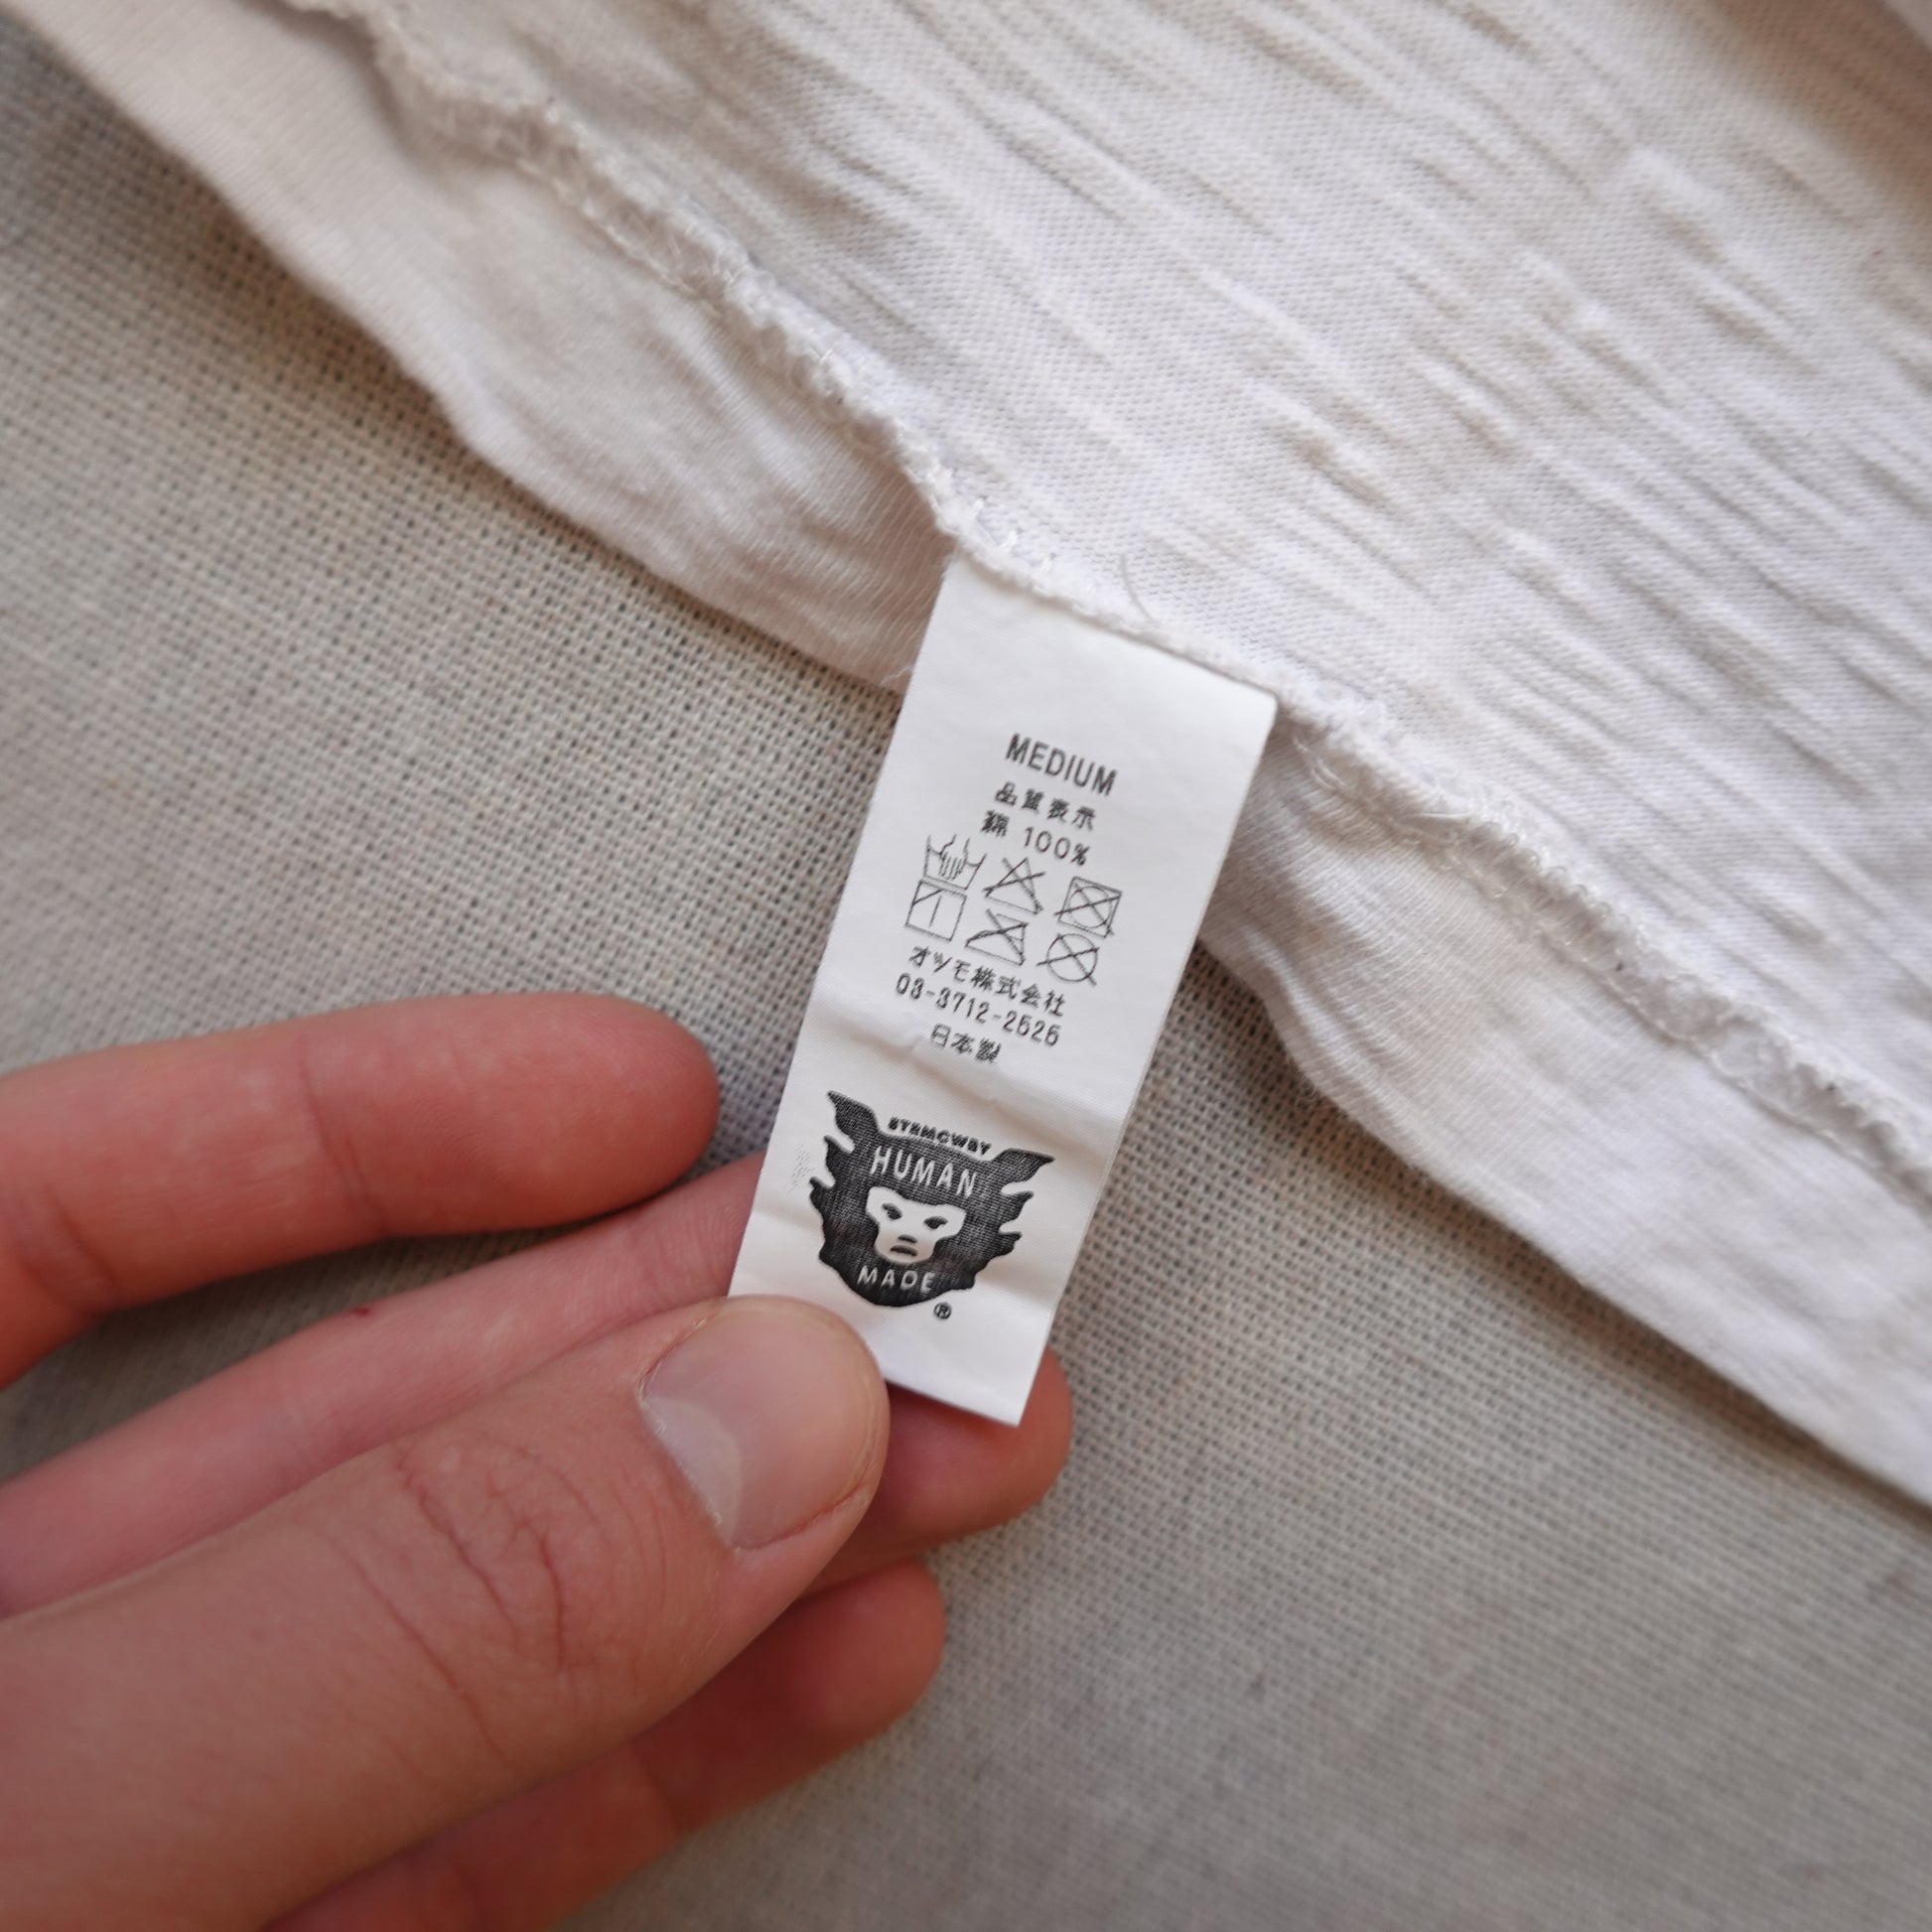 MEDIUM
品質表示
綿 100%
オツモ株式会社
03-3712-2525
日本製
STRMCWBY
HUMAN
MADE
®